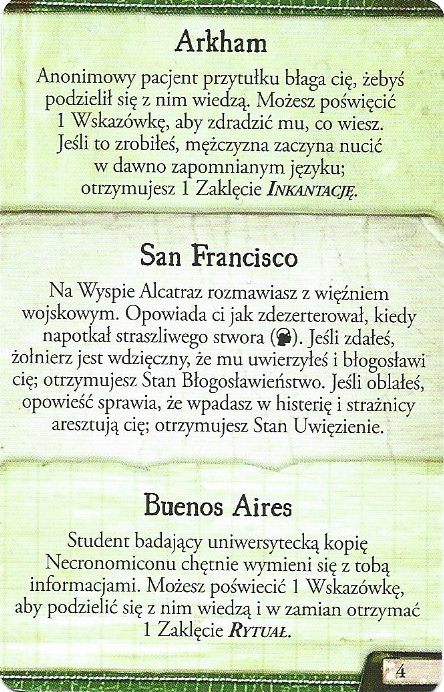 Arkham
Anonimowy pacjent przytułku błaga cię, żebyś
podzielił się z nim wiedzą. Możesz poświęcić
1 Wskazówkę, aby zdradzić mu, co wiesz.
Jeśli to zrobiłeś, mężczyzna zaczyna nucić
w dawno zapomnianym języku;
otrzymujesz 1 Zaklęcie INKANTACJĘ.
San Francisco
Na Wyspie Alcatraz rozmawiasz z więźniem
wojskowym. Opowiada ci jak zdezerterował, kiedy
napotkał straszliwego stwora (). Jeśli zdałeś,
żołnierz jest wdzięczny, że mu uwierzyłeś i błogosławi
cię; otrzymujesz Stan Błogosławieństwo. Jeśli oblałeś,
opowieść sprawia, że wpadasz w histerię i strażnicy
aresztują cię; otrzymujesz Stan Uwięzienie.
Buenos Aires
Student badający uniwersytecką kopię
Necronomiconu chętnie wymieni się z tobą
informacjami. Możesz poświecić 1 Wskazówkę,
aby podzielić się z nim wiedzą i w zamian otrzymać
1 Zaklęcie RYTUAŁ.
4